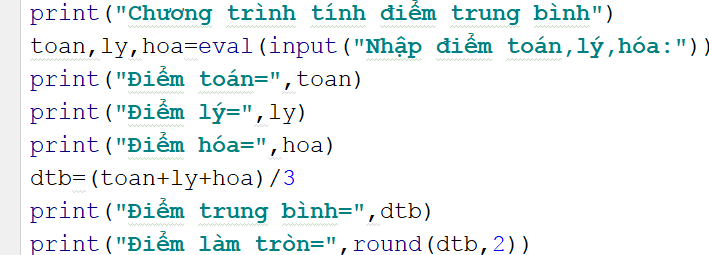 print("Chương trình tính điểm trung bình")
toan,ly,hoa=eval(input("Nhập điểm toán,lý,hóa:"))
print("Điểm toán=",toan)
print("Điểm lý=",ly)
print("Điểm hóa=",hoa)
dtb=(toan+ly+hoa)/3
print("Điểm trung bình=",dtb)
print("Điểm làm tròn=",round(dtb,2))